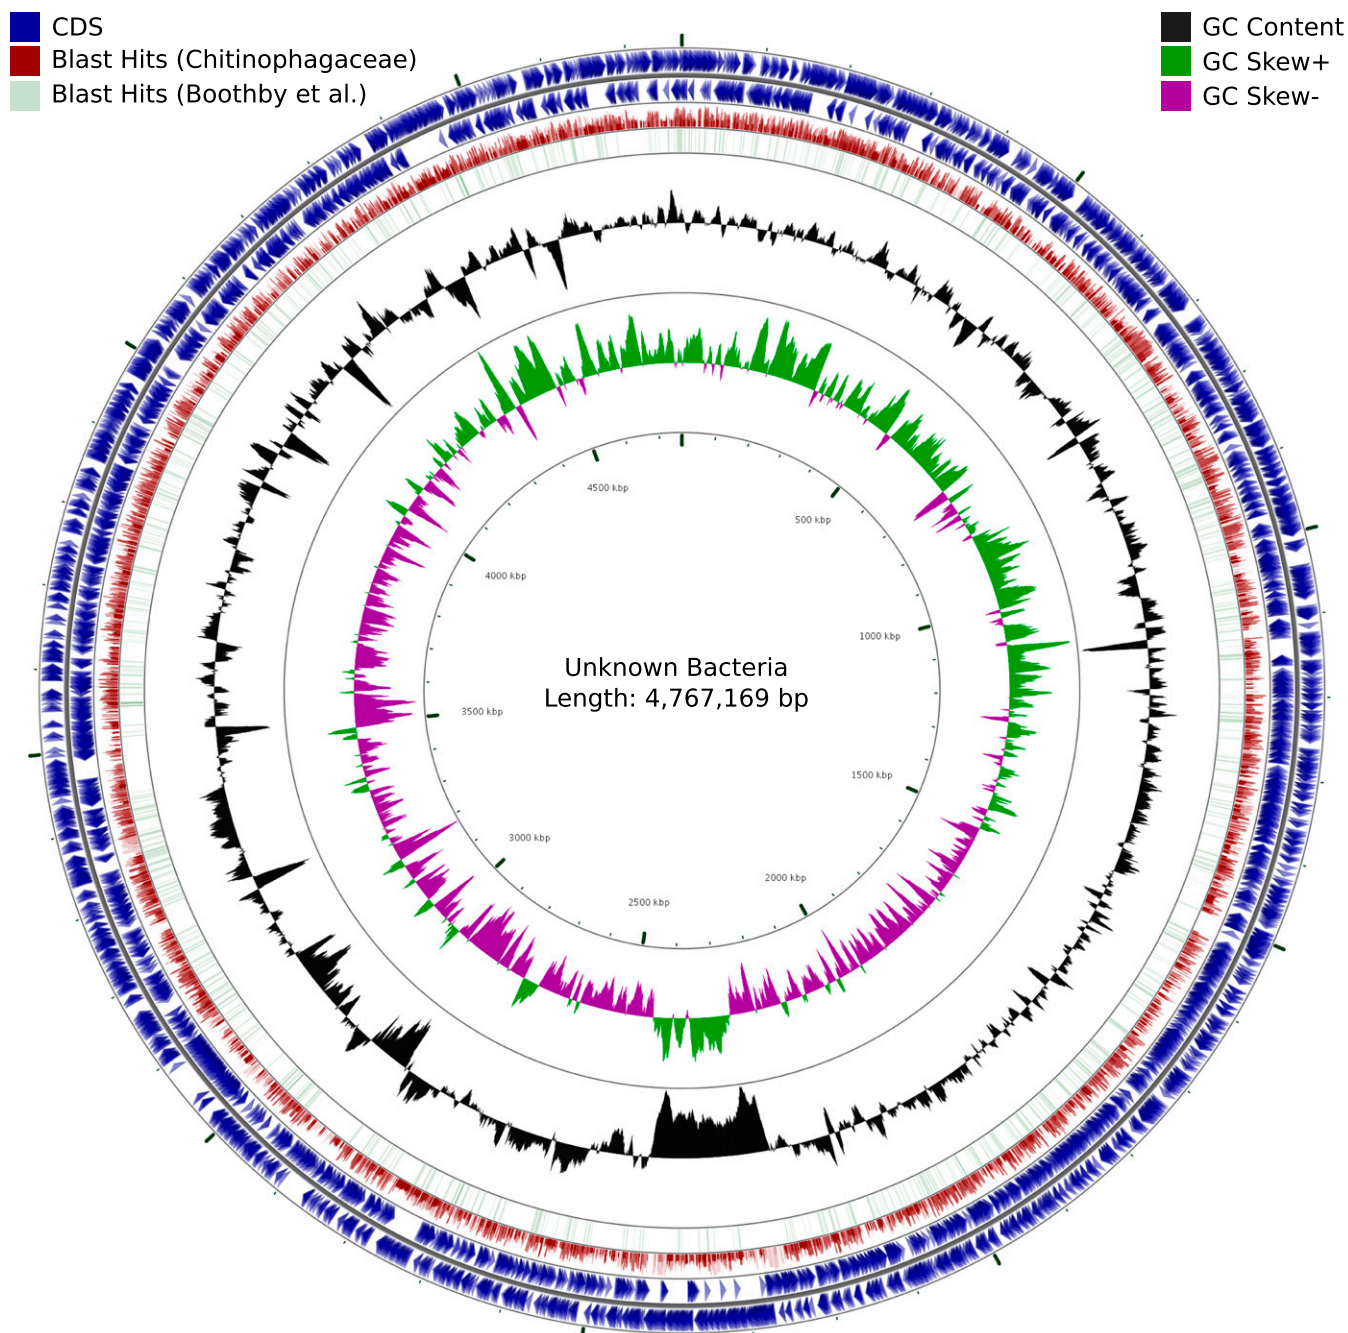 CDS
Blast Hits (Chitinophagaceae)
Blast Hits (Boothby et al.)
GC Content
GC Skew+
GC Skew-
4500 kbp
500 kbp
4000 kbp
1000 kbp
Unknown Bacteria
Length: 4,767,169 bp
3500 kbp
1500 kbp
3000 kbp
2000 kbp
2500 kbp